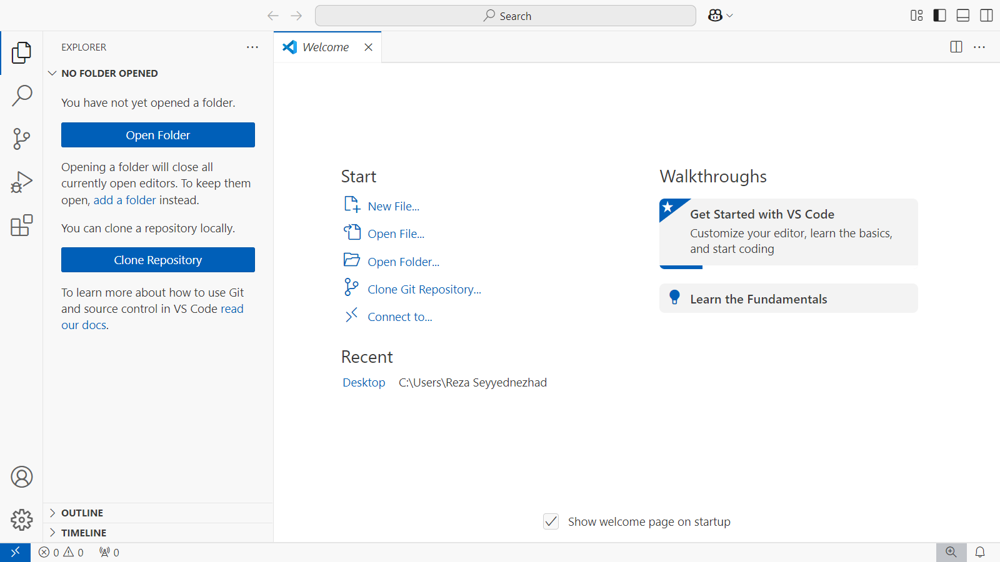 Search
EXPLORER
NO FOLDER OPENED
You have not yet opened a folder.
Open Folder
Opening a folder will close all
currently open editors. To keep them
open, add a folder instead.
You can clone a repository locally.
Clone Repository
To learn more about how to use Git
and source control in VS Code read
our docs.
OUTLINE
TIMELINE
Welcome
Start
New File...
Open File...
Open Folder...
Clone Git Repository...
Connect to...
Recent
Desktop C:\Users\Reza Seyyednezhad
Walkthroughs
Get Started with VS Code
Customize your editor, learn the basics,
and start coding
Learn the Fundamentals
Show welcome page on startup
0 0 0